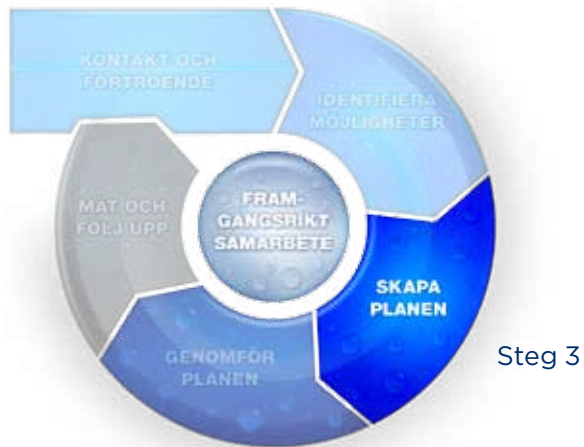 KONTAKT OCH
FÖRTROENDE
IDENTIFIERA
MÖJLIGHETER
MÄT OCH
FÖLJ UPP
FRAM-
GÅNGSRIKT
SAMARBETE
SKAPA
PLANEN
GENOMFÖR
PLANEN
Steg 3